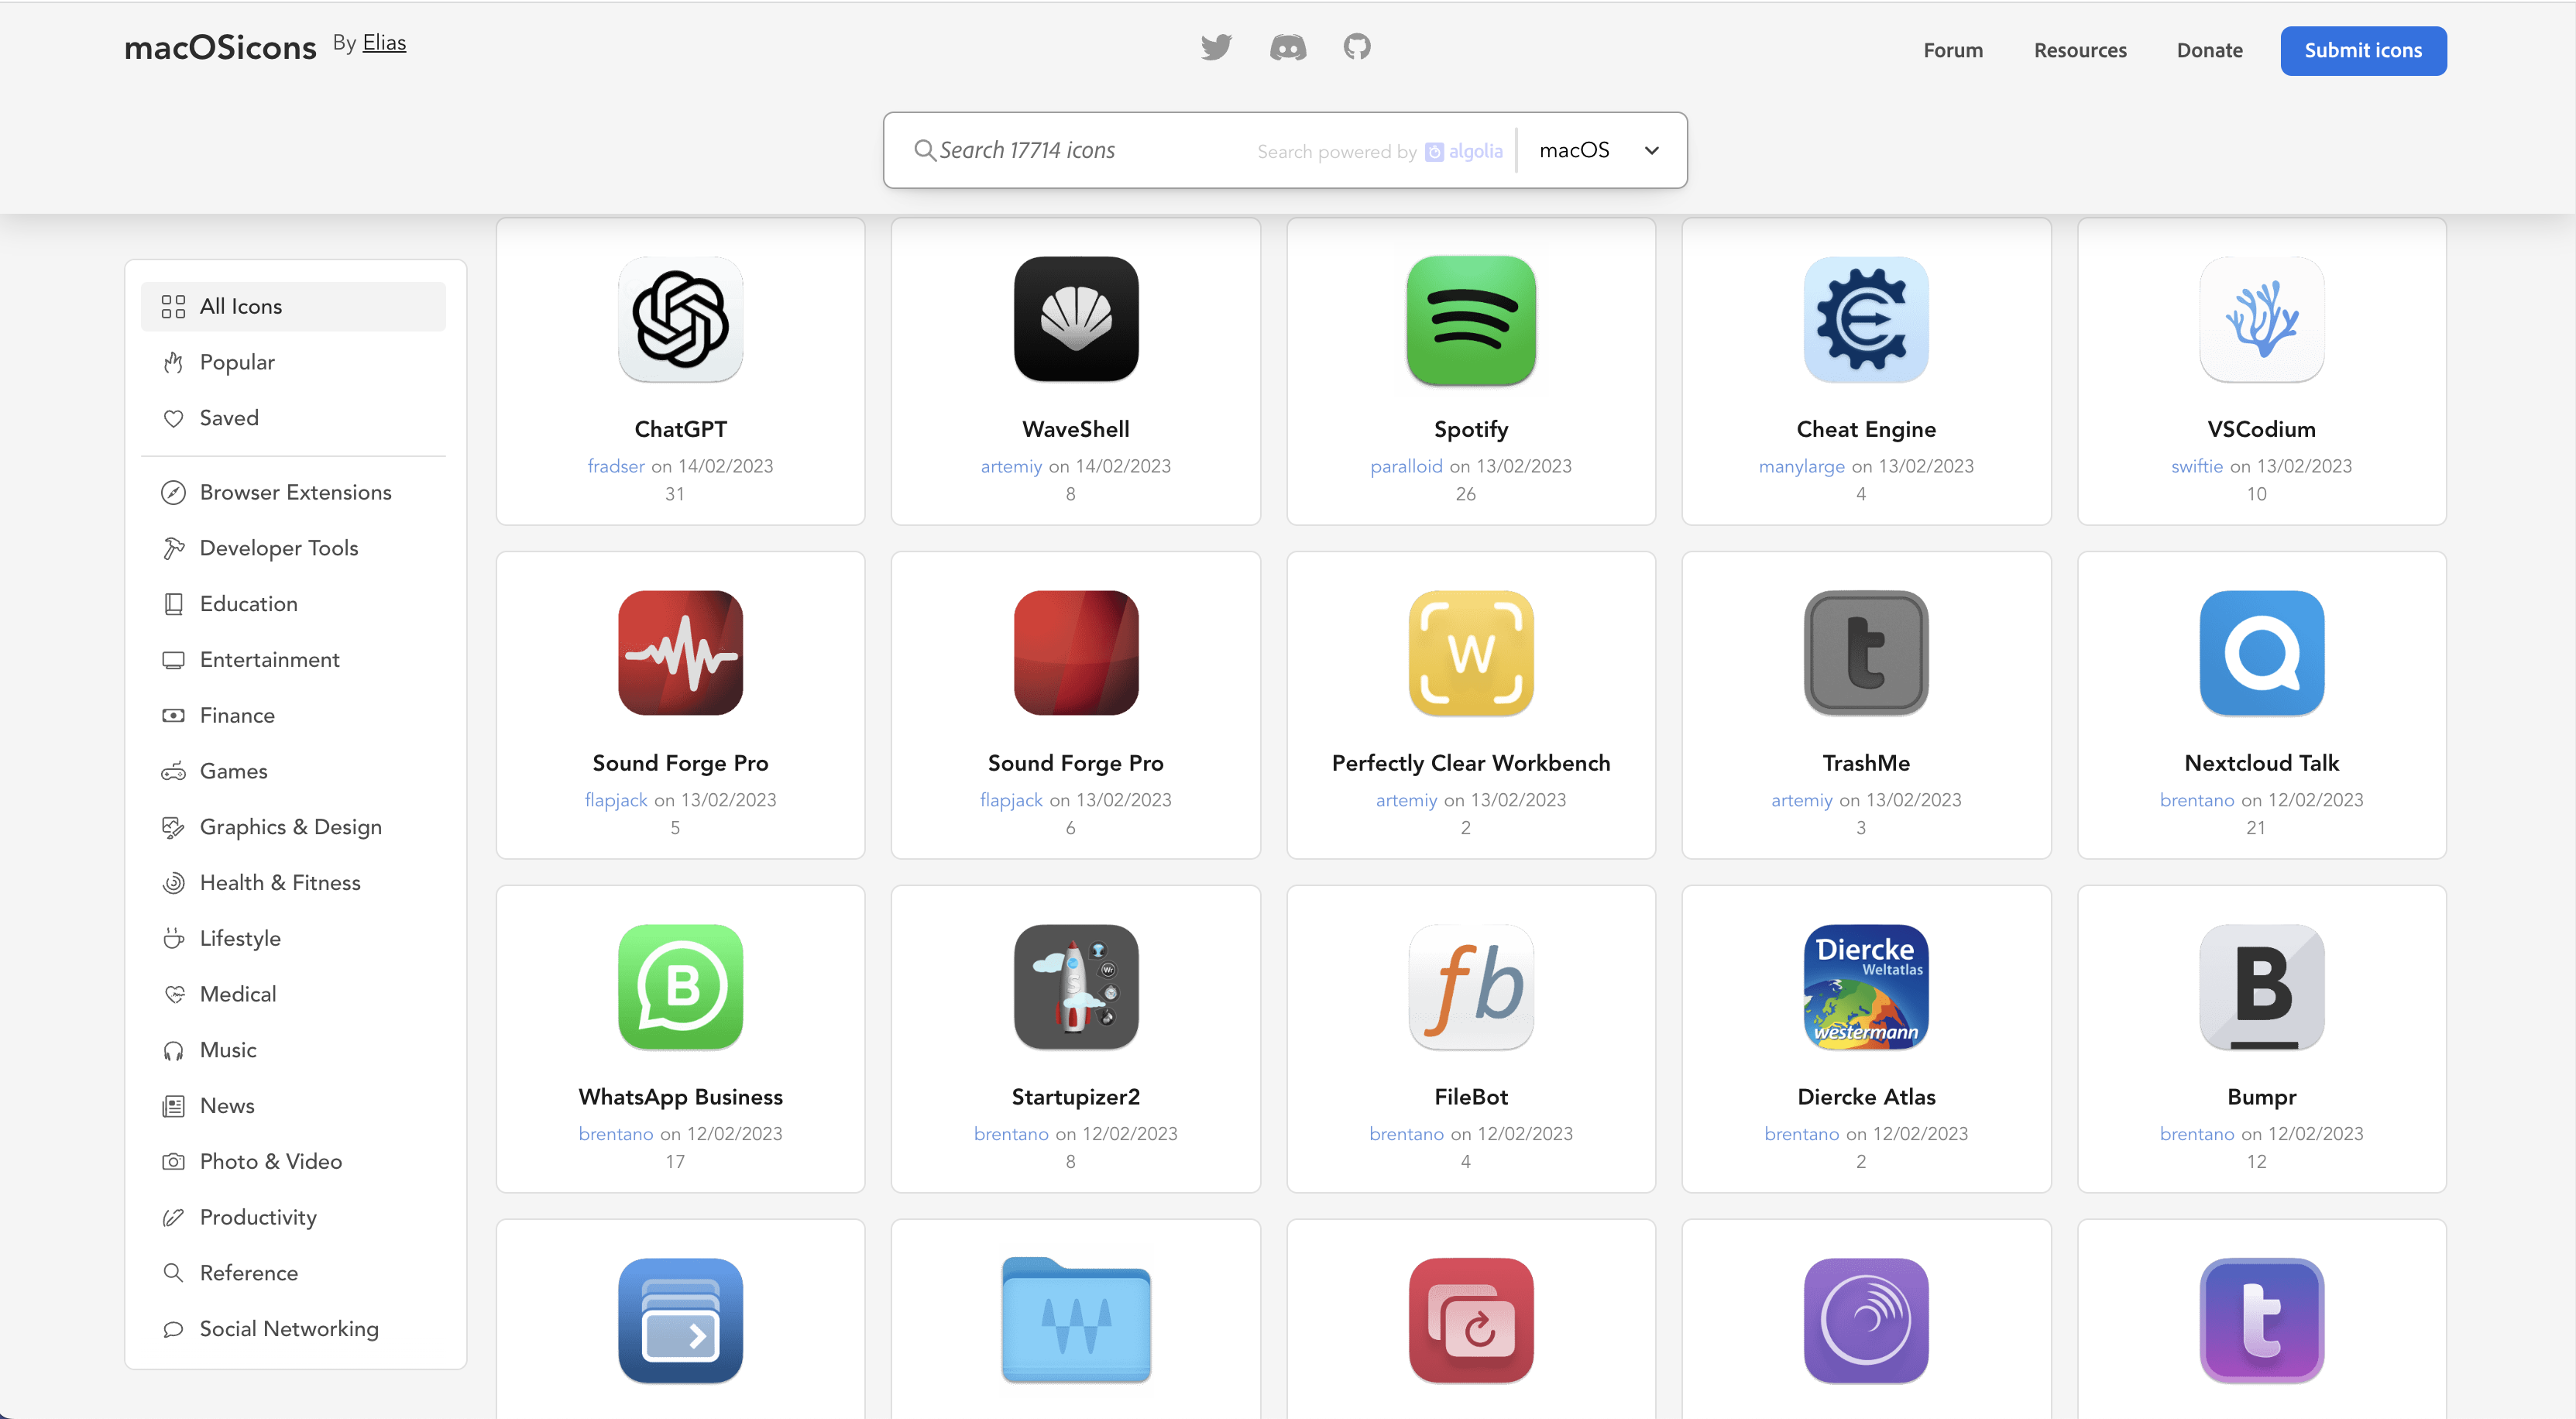 macOSicons By Elias
Forum Resources Donate Submit icons
Search 17714 icons Search powered by algolia macOS
All Icons
Popular
Saved
Browser Extensions
Developer Tools
Education
Entertainment
Finance
Games
Graphics & Design
Health & Fitness
Lifestyle
Medical
Music
News
Photo & Video
Productivity
Reference
Social Networking
ChatGPT
fradser on 14/02/2023
31
WaveShell
artemiy on 14/02/2023
8
Spotify
paralloid on 13/02/2023
26
Cheat Engine
manylarge on 13/02/2023
4
VSCodium
swiftie on 13/02/2023
10
Sound Forge Pro
flapjack on 13/02/2023
5
Sound Forge Pro
flapjack on 13/02/2023
6
W
Perfectly Clear Workbench
artemiy on 13/02/2023
2
t
TrashMe
artemiy on 13/02/2023
3
Nextcloud Talk
brentano on 12/02/2023
21
B
WhatsApp Business
brentano on 12/02/2023
17
Startupizer2
brentano on 12/02/2023
8
fb
FileBot
brentano on 12/02/2023
4
Diercke
Weltatlas
westermann
Diercke Atlas
brentano on 12/02/2023
2
B
Bumpr
brentano on 12/02/2023
12
t